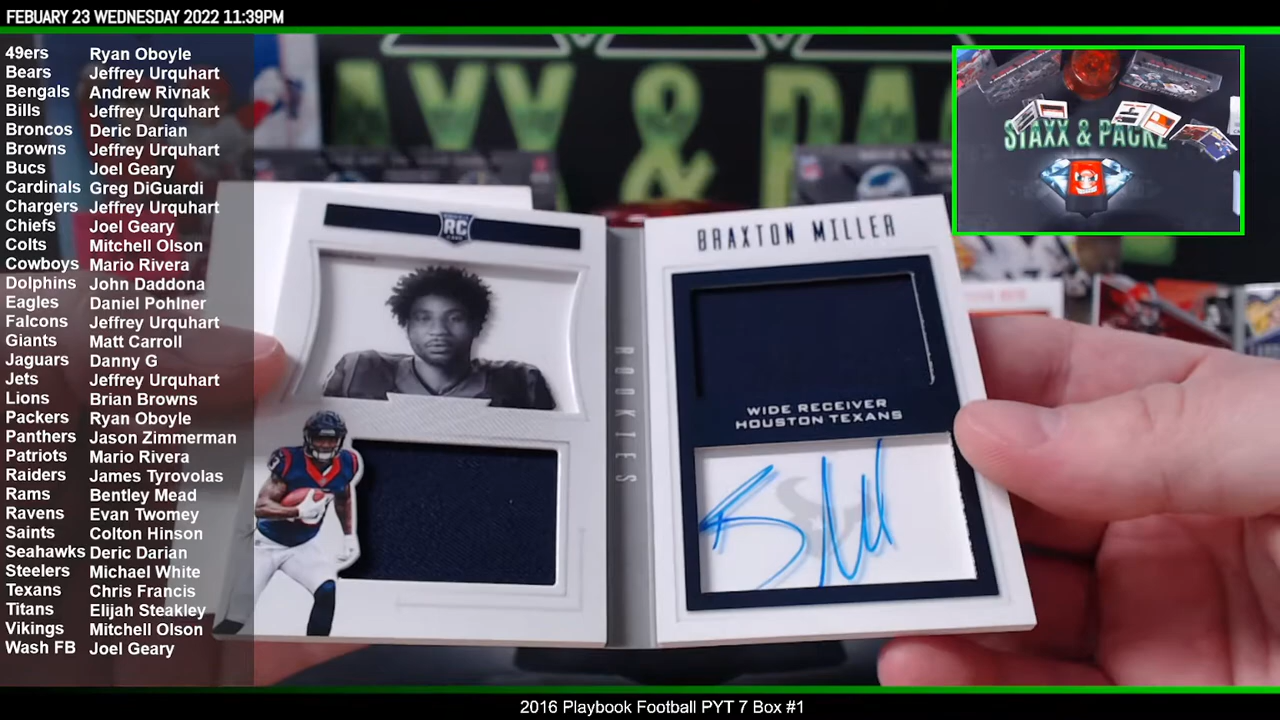 FEBUARY 23 WEDNESDAY 2022 11:39PM
49ers Ryan Oboyle
Bears Jeffrey Urquhart
Bengals Andrew Rivnak
Bills Jeffrey Urquhart
Broncos Deric Darian
Browns Jeffrey Urquhart
Bucs Joel Geary
Cardinals Greg DiGuardi
Chargers Jeffrey Urquhart
Chiefs Joel Geary
Colts Mitchell Olson
Cowboys Mario Rivera
Dolphins John Daddona
Eagles Daniel Pohlner
Falcons Jeffrey Urquhart
Giants Matt Carroll
Jaguars Danny G
Jets Jeffrey Urquhart
Lions Brian Browns
Packers Ryan Oboyle
Panthers Jason Zimmerman
Patriots Mario Rivera
Raiders James Tyrovolas
Rams Bentley Mead
Ravens Evan Twomey
Saints Colton Hinson
Seahawks Deric Darian
Steelers Michael White
Texans Chris Francis
Titans Elijah Steakley
Vikings Mitchell Olson
Wash FB Joel Geary
RC
ROOKIES
BRAXTON MILLER
WIDE RECEIVER
HOUSTON TEXANS
STAXX & PACKZ
2016 Playbook Football PYT 7 Box #1